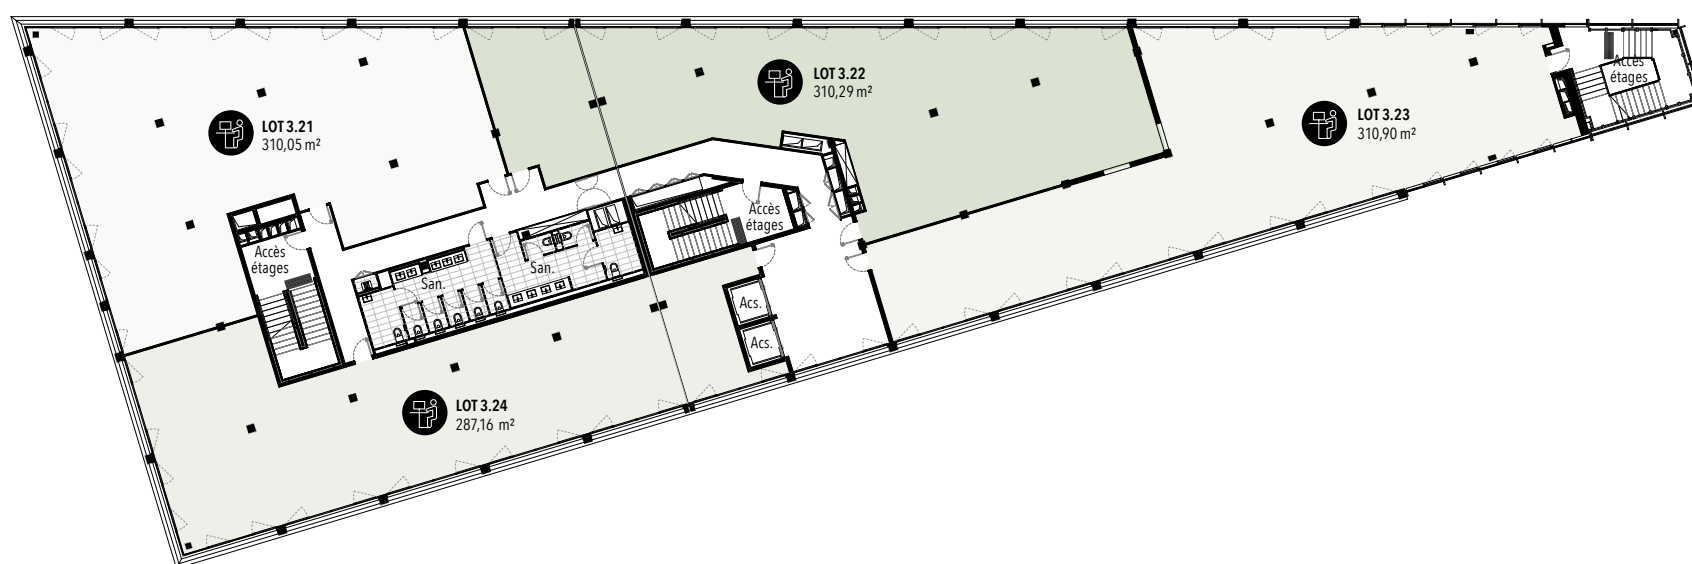 LOT 3.21
310,05 m²
LOT 3.22
310,29 m²
LOT 3.23
310,90 m²
Accès
étages
Accès
étages
Accès
étages
San.
San.
Acs.
Acs.
LOT 3.24
287,16 m²